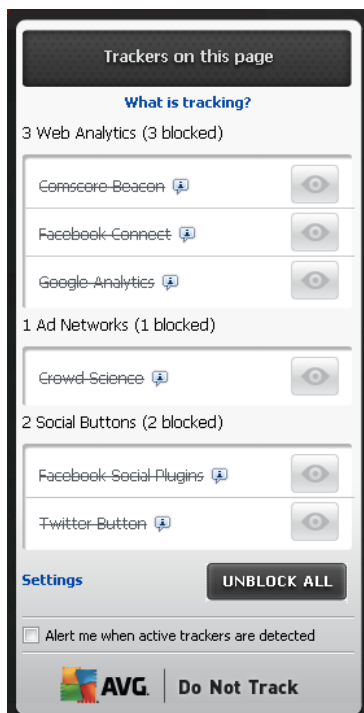 Trackers on this page
What is tracking?
3 Web Analytics (3 blocked)
Comscore Beacon
Facebook Connect
Google Analytics
1 Ad Networks (1 blocked)
Crowd Science
2 Social Buttons (2 blocked)
Facebook Social Plugins
Twitter Button
Settings UNBLOCK ALL
Alert me when active trackers are detected
AVG. Do Not Track